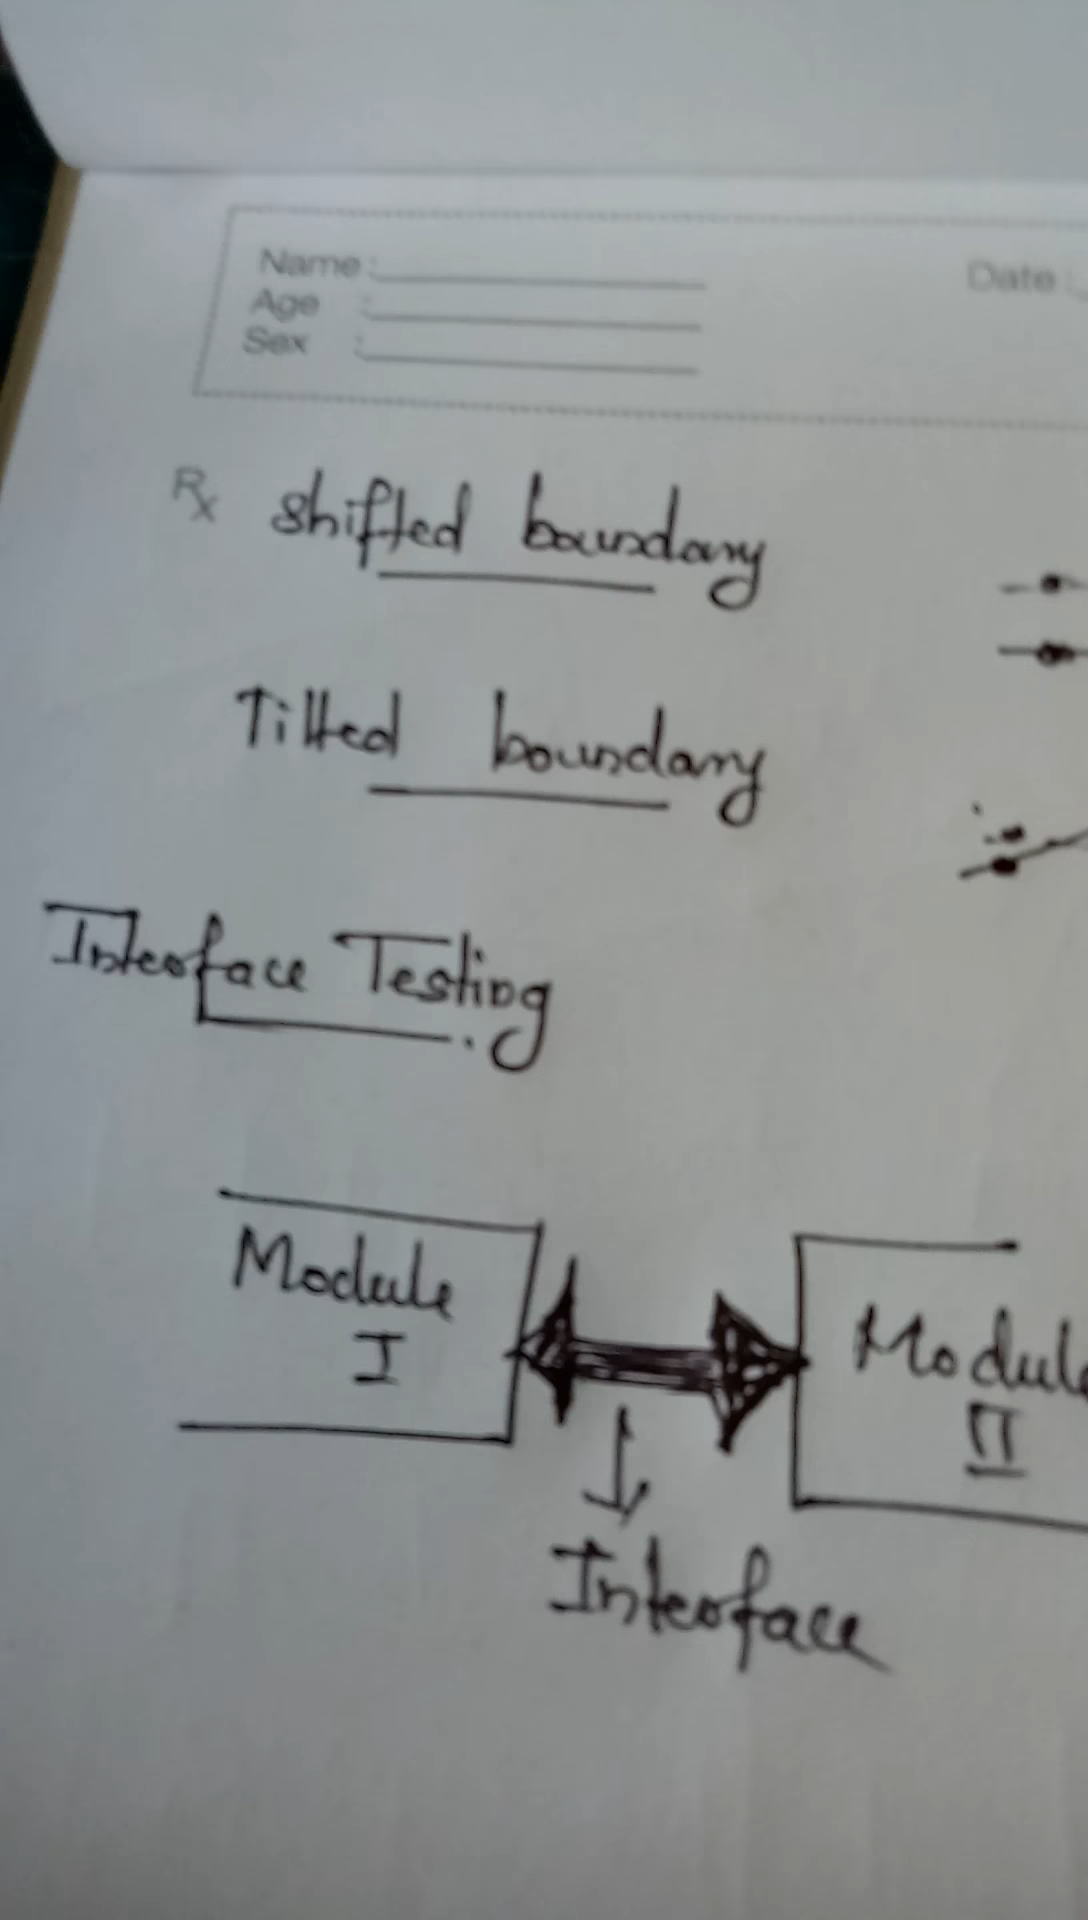 Name :
Date :
Age :
Sex :
Rx shifted boundary
Tilted boundary
Interface Testing
Module
I
Module
II
Interface